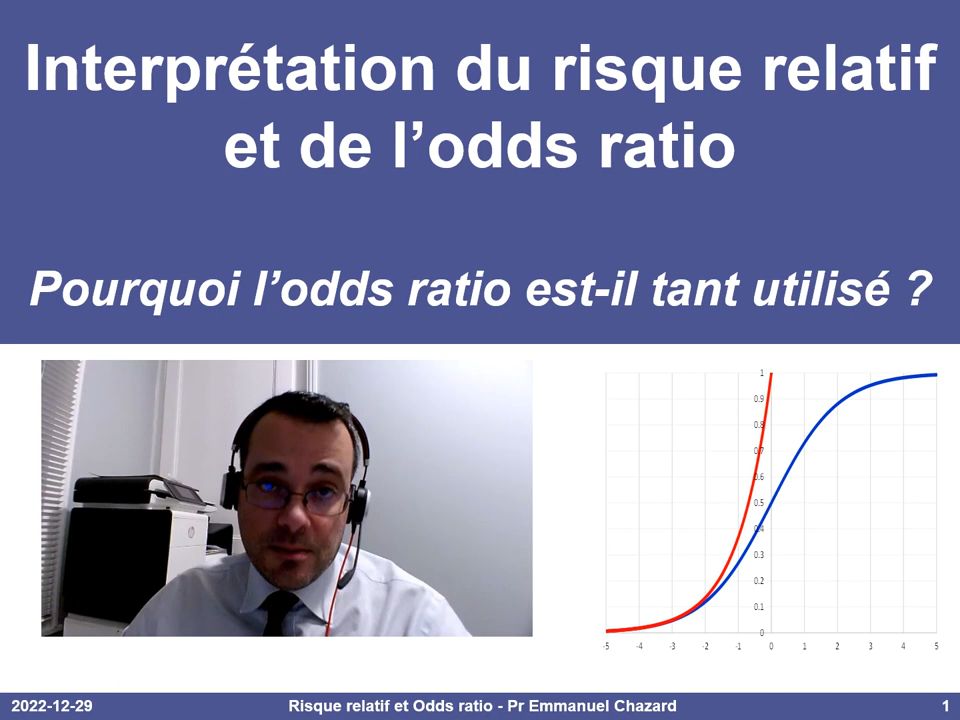 Interprétation du risque relatif
et de l’odds ratio
Pourquoi l’odds ratio est-il tant utilisé ?
hp
1
0.9
0.8
0.7
0.6
0.5
0.4
0.3
0.2
0.1
0
-5 -4 -3 -2 -1 0 1 2 3 4 5
2022-12-29 Risque relatif et Odds ratio - Pr Emmanuel Chazard 1